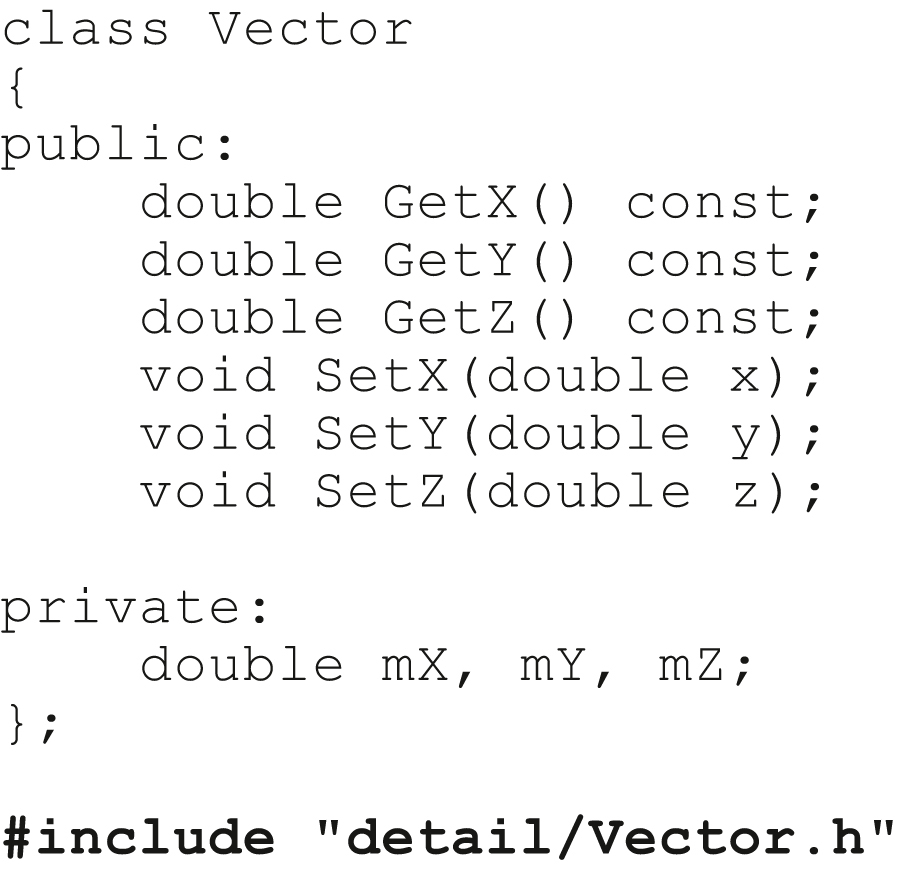 class Vector
{
public:
    double GetX() const;
    double GetY() const;
    double GetZ() const;
    void SetX(double x);
    void SetY(double y);
    void SetZ(double z);

private:
    double mX, mY, mZ;
};

#include "detail/Vector.h"